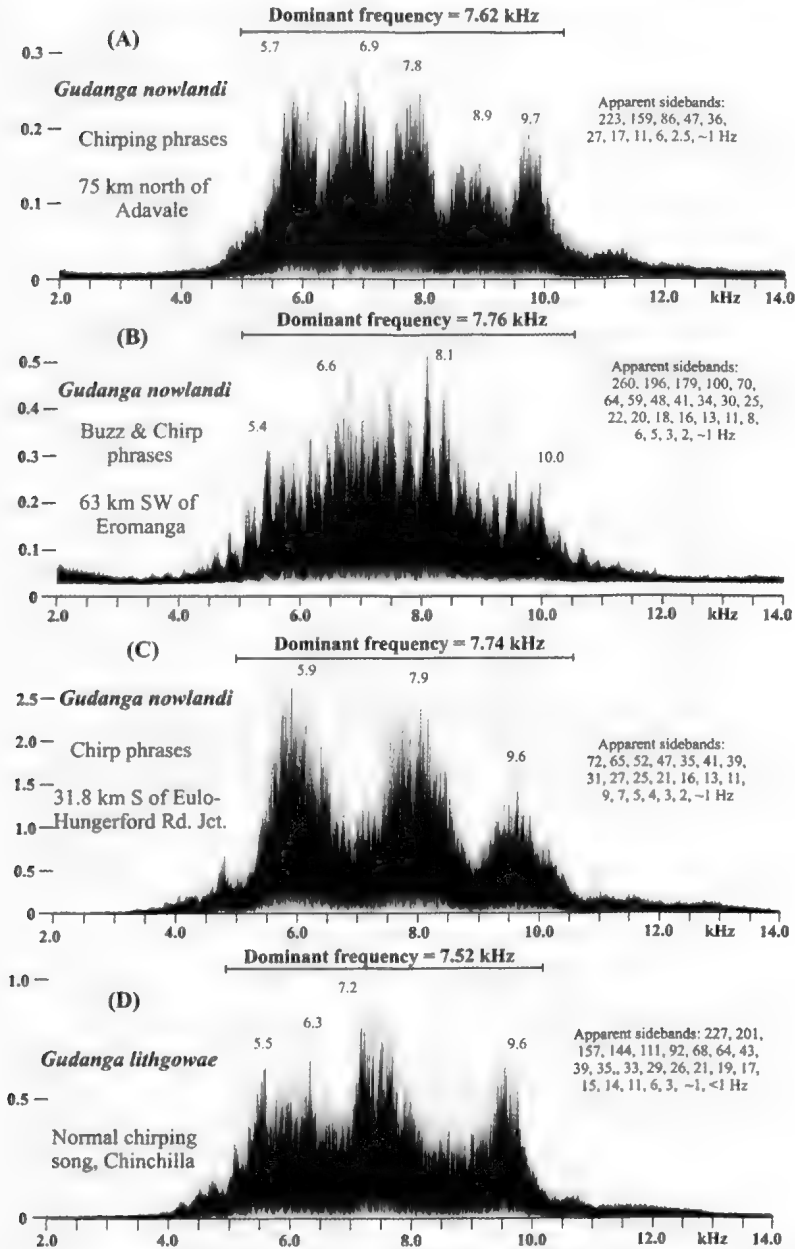 Dominant frequency = 7.62 kHz
(A)
5.7
6.9
7.8
8.9
9.7
0.3
0.2
0.1
0
Gudanga nowlandi
Chirping phrases
75 km north of
Adavale
Apparent sidebands:
223, 159, 86, 47, 36,
27, 17, 11, 6, 2.5, ~1 Hz
2.0 4.0 6.0 8.0 10.0 12.0 kHz 14.0
Dominant frequency = 7.76 kHz
(B)
5.4
6.6
8.1
10.0
0.5
0.4
0.3
0.2
0.1
0
Gudanga nowlandi
Buzz & Chirp
phrases
63 km SW of
Eromanga
Apparent sidebands:
260, 196, 179, 100, 70,
64, 59, 48, 41, 34, 30, 25,
22, 20, 18, 16, 13, 11, 8,
6, 5, 3, 2, ~1 Hz
2.0 4.0 6.0 8.0 10.0 12.0 kHz 14.0
Dominant frequency = 7.74 kHz
(C)
5.9
7.9
9.6
2.5
2.0
1.0
0.5
0
Gudanga nowlandi
Chirp phrases
31.8 km S of Eulo-
Hungerford Rd. Jct.
Apparent sidebands:
72, 65, 52, 47, 35, 41, 39,
31, 27, 25, 21, 16, 13, 11,
9, 7, 5, 4, 3, 2, ~1 Hz
2.0 4.0 6.0 8.0 10.0 12.0 kHz 14.0
Dominant frequency = 7.52 kHz
(D)
5.5
6.3
7.2
9.6
1.0
0.5
0
Gudanga lithgowae
Normal chirping
song, Chinchilla
Apparent sidebands: 227, 201,
157, 144, 111, 92, 68, 64, 43,
39, 35,, 33, 29, 26, 21, 19, 17,
15, 14, 11, 6, 3, ~1, <1 Hz
2.0 4.0 6.0 8.0 10.0 12.0 kHz 14.0